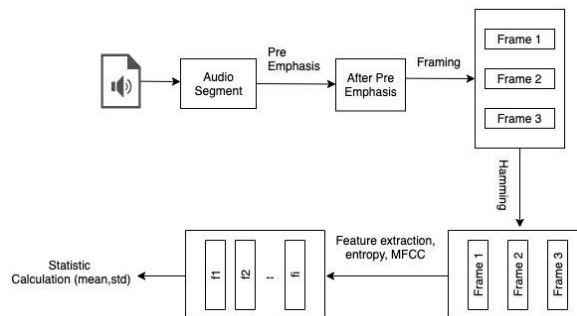 Pre
Emphasis
Framing
Audio
Segment
After Pre
Emphasis
Frame 1
Frame 2
Frame 3
Hamming
Frame 1
Frame 2
Frame 3
Feature extraction,
entropy, MFCC
f1
f2
--
fi
Statistic
Calculation (mean,std)